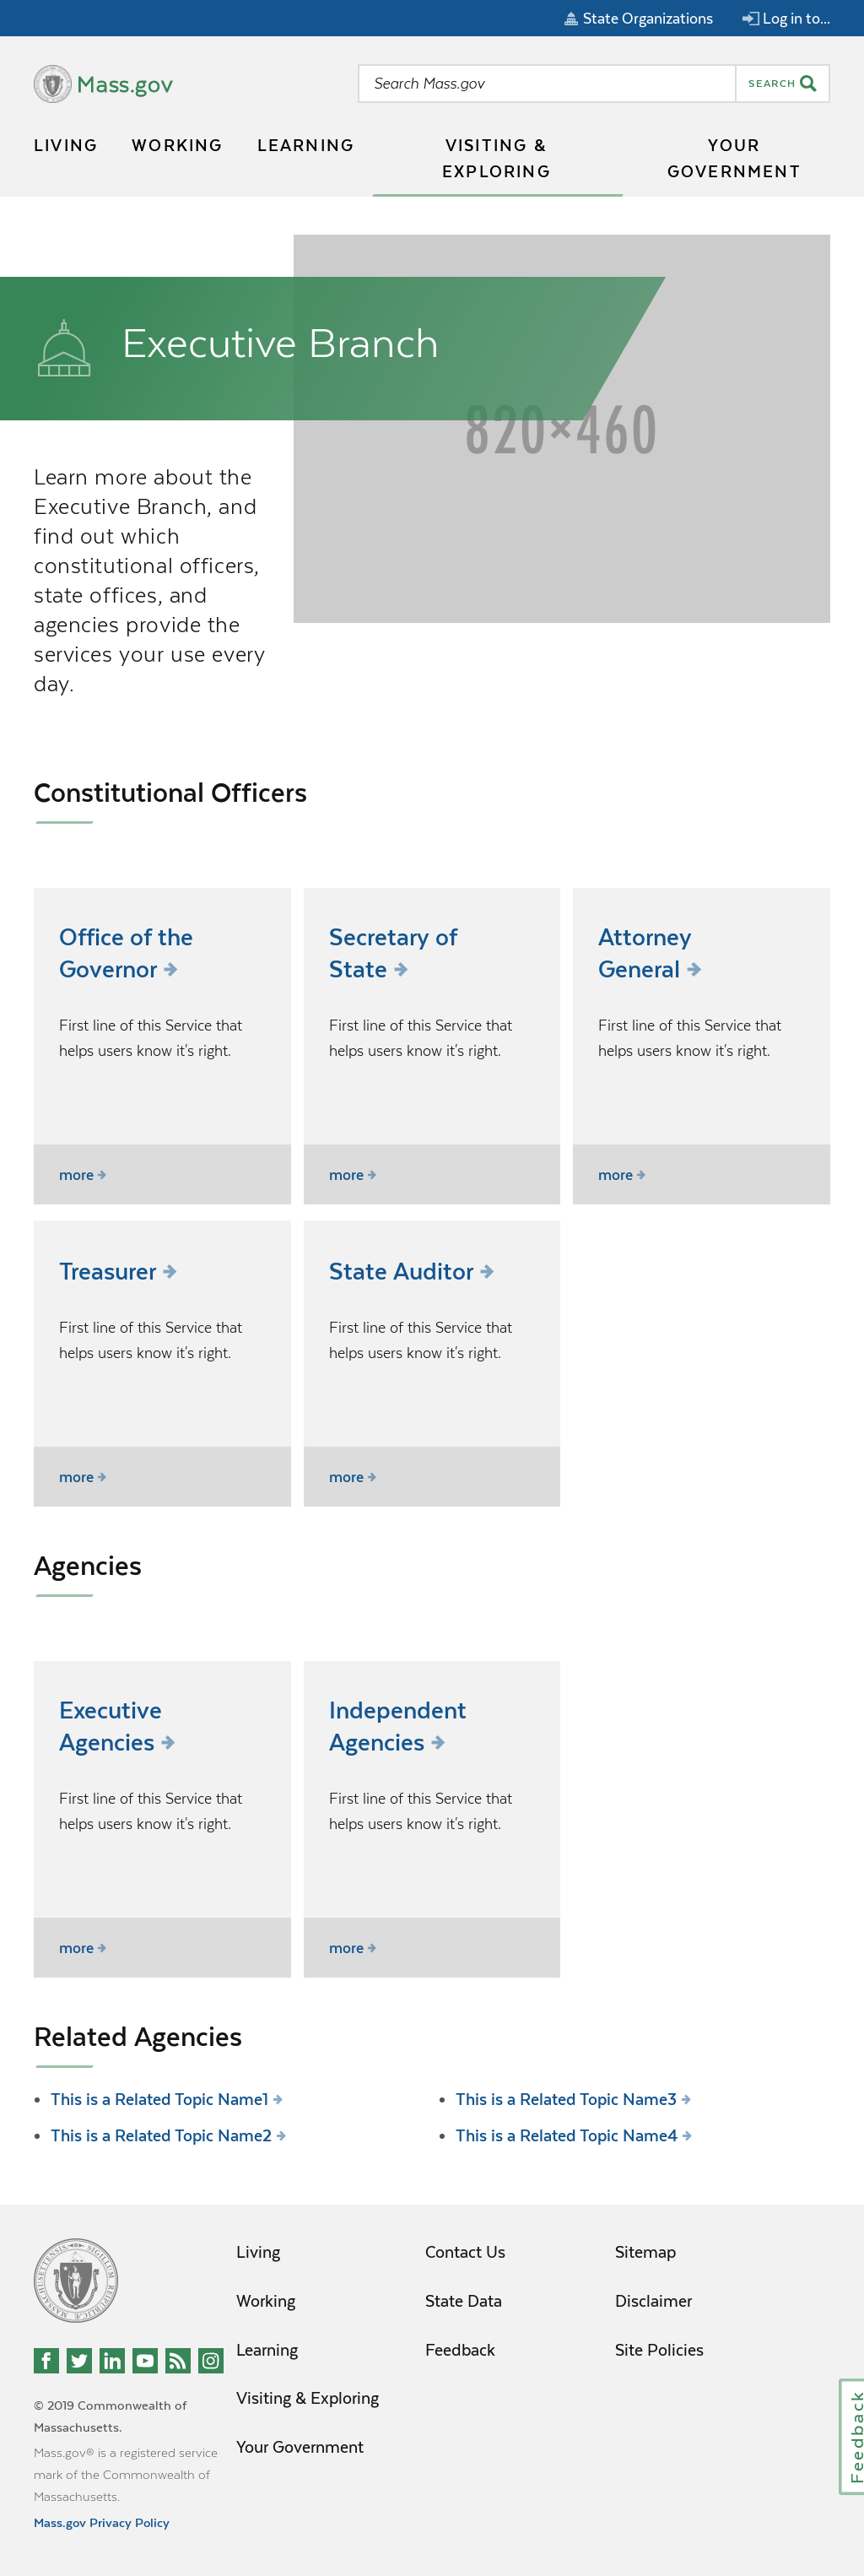 State Organizations
Log in to...
Mass.gov
Search Mass.gov
SEARCH
LIVING
WORKING
LEARNING
VISITING &
EXPLORING
YOUR
GOVERNMENT
Executive Branch
820×460
Learn more about the
Executive Branch, and
find out which
constitutional officers,
state offices, and
agencies provide the
services your use every
day.
Constitutional Officers
Office of the
Governor
First line of this Service that
helps users know it's right.
more
Secretary of
State
First line of this Service that
helps users know it's right.
more
Attorney
General
First line of this Service that
helps users know it's right.
more
Treasurer
First line of this Service that
helps users know it's right.
more
State Auditor
First line of this Service that
helps users know it's right.
more
Agencies
Executive
Agencies
First line of this Service that
helps users know it's right.
more
Independent
Agencies
First line of this Service that
helps users know it's right.
more
Related Agencies
This is a Related Topic Name1
This is a Related Topic Name2
This is a Related Topic Name3
This is a Related Topic Name4
Living
Working
Learning
Visiting & Exploring
Your Government
Contact Us
State Data
Feedback
Sitemap
Disclaimer
Site Policies
© 2019 Commonwealth of
Massachusetts.
Mass.gov® is a registered service
mark of the Commonwealth of
Massachusetts.
Mass.gov Privacy Policy
Feedback